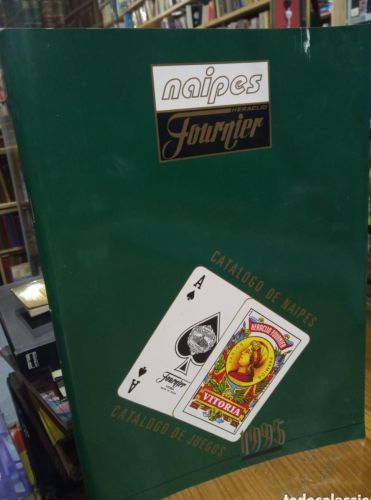 naipes
HERACLIO
Fournier
CATALOGO DE NAIPES
A
Fournier
A
HERACLIO FOURNIER
VITORIA
CATALOGO DE JUEGOS
1995